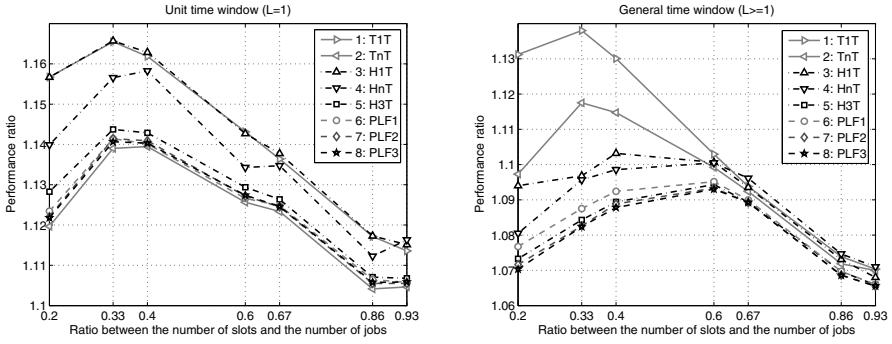 Unit time window (L=1)
Performance ratio
1.16
1.15
1.14
1.13
1.12
1.11
1.1
0.2
0.33
0.4
0.6
0.67
0.86
0.93
Ratio between the number of slots and the number of jobs
1: T1T
2: TnT
3: H1T
4: HnT
5: H3T
6: PLF1
7: PLF2
8: PLF3
General time window (L>=1)
Performance ratio
1.13
1.12
1.11
1.1
1.09
1.08
1.07
1.06
0.2
0.33
0.4
0.6
0.67
0.86
0.93
Ratio between the number of slots and the number of jobs
1: T1T
2: TnT
3: H1T
4: HnT
5: H3T
6: PLF1
7: PLF2
8: PLF3